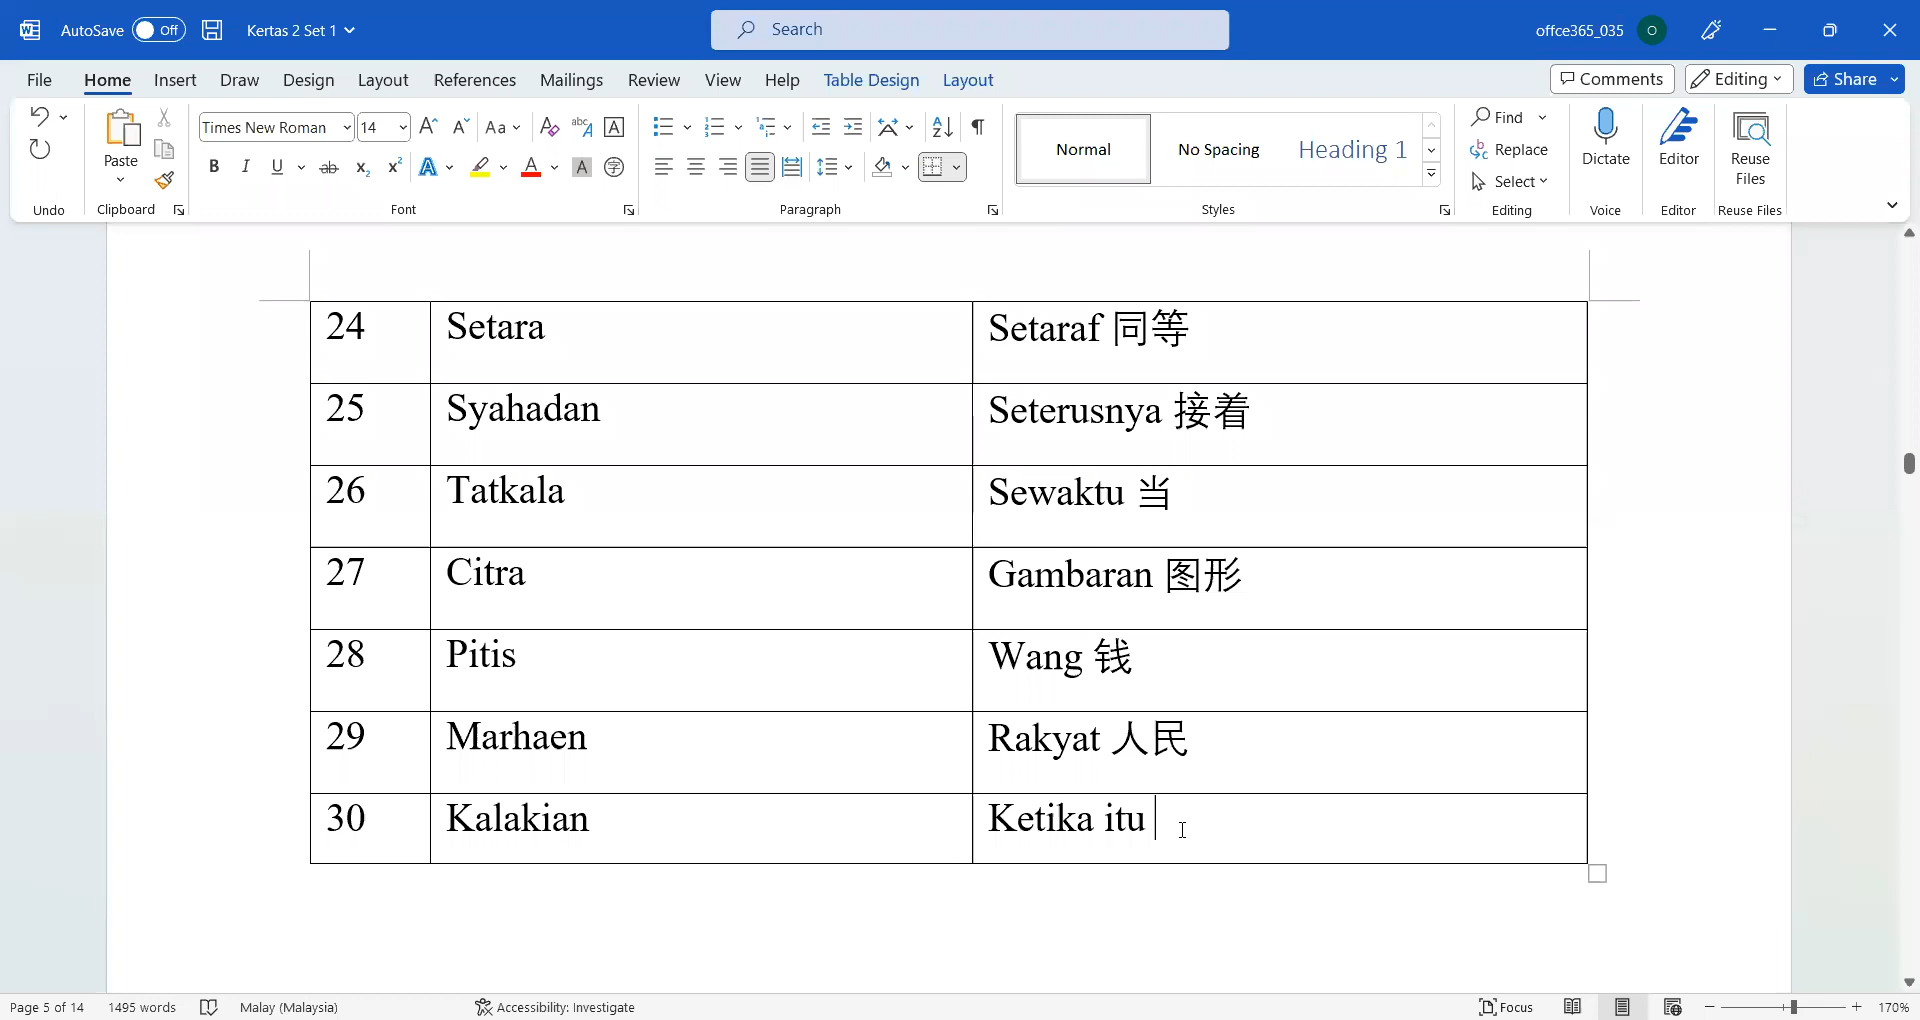 AutoSave Off Kertas 2 Set 1 Search offce365_035 O
File Home Insert Draw Design Layout References Mailings Review View Help Table Design Layout Comments Editing Share
Undo
Paste
Clipboard
Times New Roman 14 Aa
B I U ab x₂ x² A A A 字
Font
Paragraph
Normal No Spacing Heading 1
Styles
Find
Replace
Select
Editing
Dictate
Voice
Editor
Editor
Reuse
Files
Reuse Files
24 Setara Setaraf 同等
25 Syahadan Seterusnya 接着
26 Tatkala Sewaktu 当
27 Citra Gambaran 图形
28 Pitis Wang 钱
29 Marhaen Rakyat 人民
30 Kalakian Ketika itu
Page 5 of 14 1495 words Malay (Malaysia) Accessibility: Investigate Focus 170%